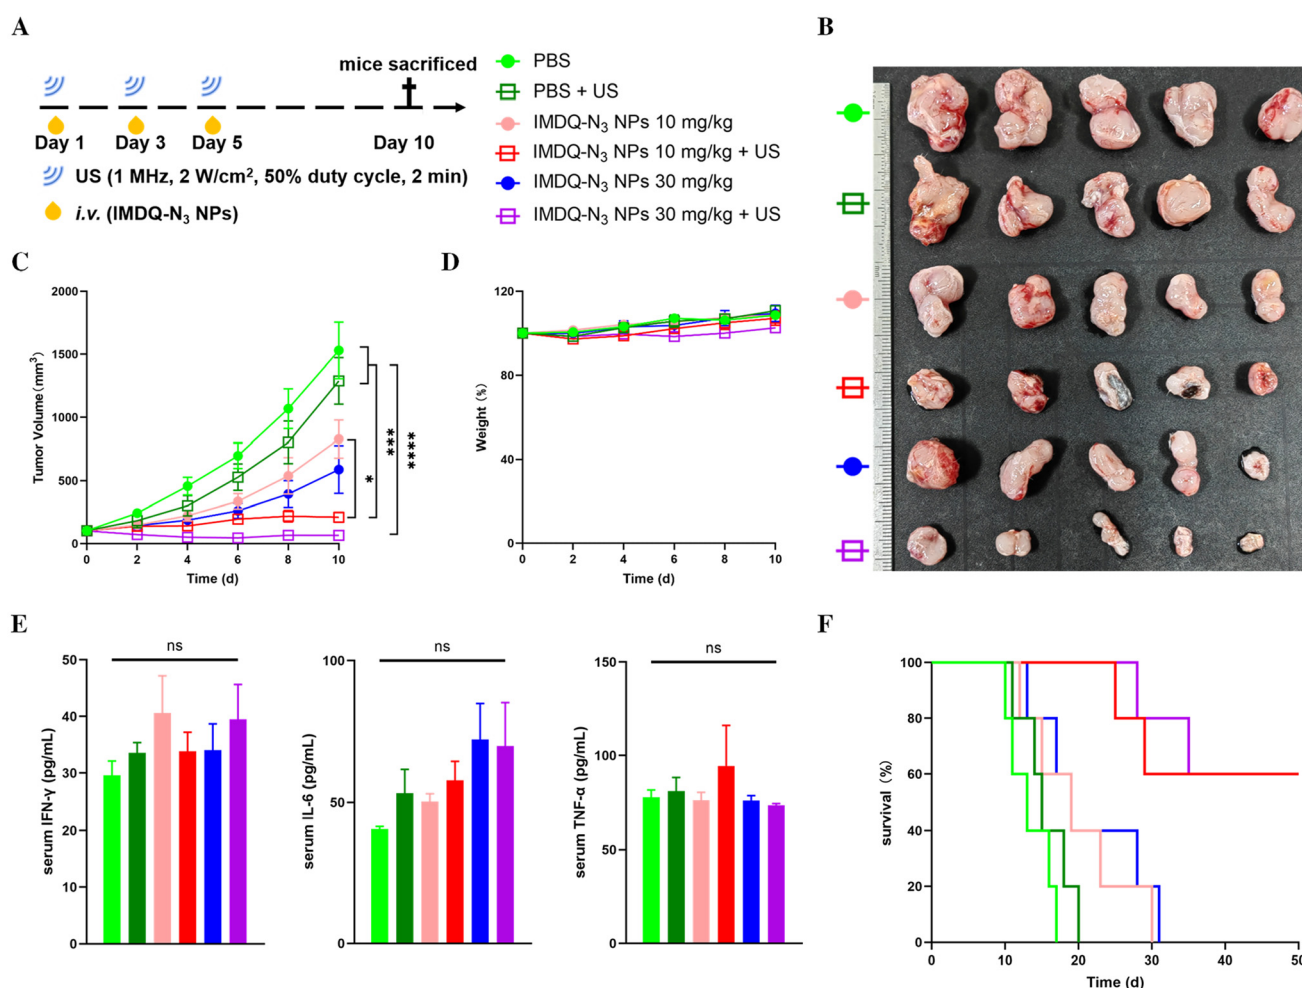 A
mice sacrificed
Day 1 Day 3 Day 5 Day 10
US (1 MHz, 2 W/cm², 50% duty cycle, 2 min)
i.v. (IMDQ-N₃ NPs)
PBS
PBS + US
IMDQ-N₃ NPs 10 mg/kg
IMDQ-N₃ NPs 10 mg/kg + US
IMDQ-N₃ NPs 30 mg/kg
IMDQ-N₃ NPs 30 mg/kg + US
B
C
Tumor Volume(mm³)
2000
1500
1000
500
0
0 2 4 6 8 10
Time (d)
*
***
****
D
Weight (%)
120
80
40
0
0 2 4 6 8 10
Time (d)
E
serum IFN-γ (pg/mL)
ns
50
40
30
20
10
0
serum IL-6 (pg/mL)
ns
100
50
0
serum TNF-α (pg/mL)
ns
150
100
50
0
F
survival (%)
100
80
60
40
20
0
0 10 20 30 40 50
Time (d)